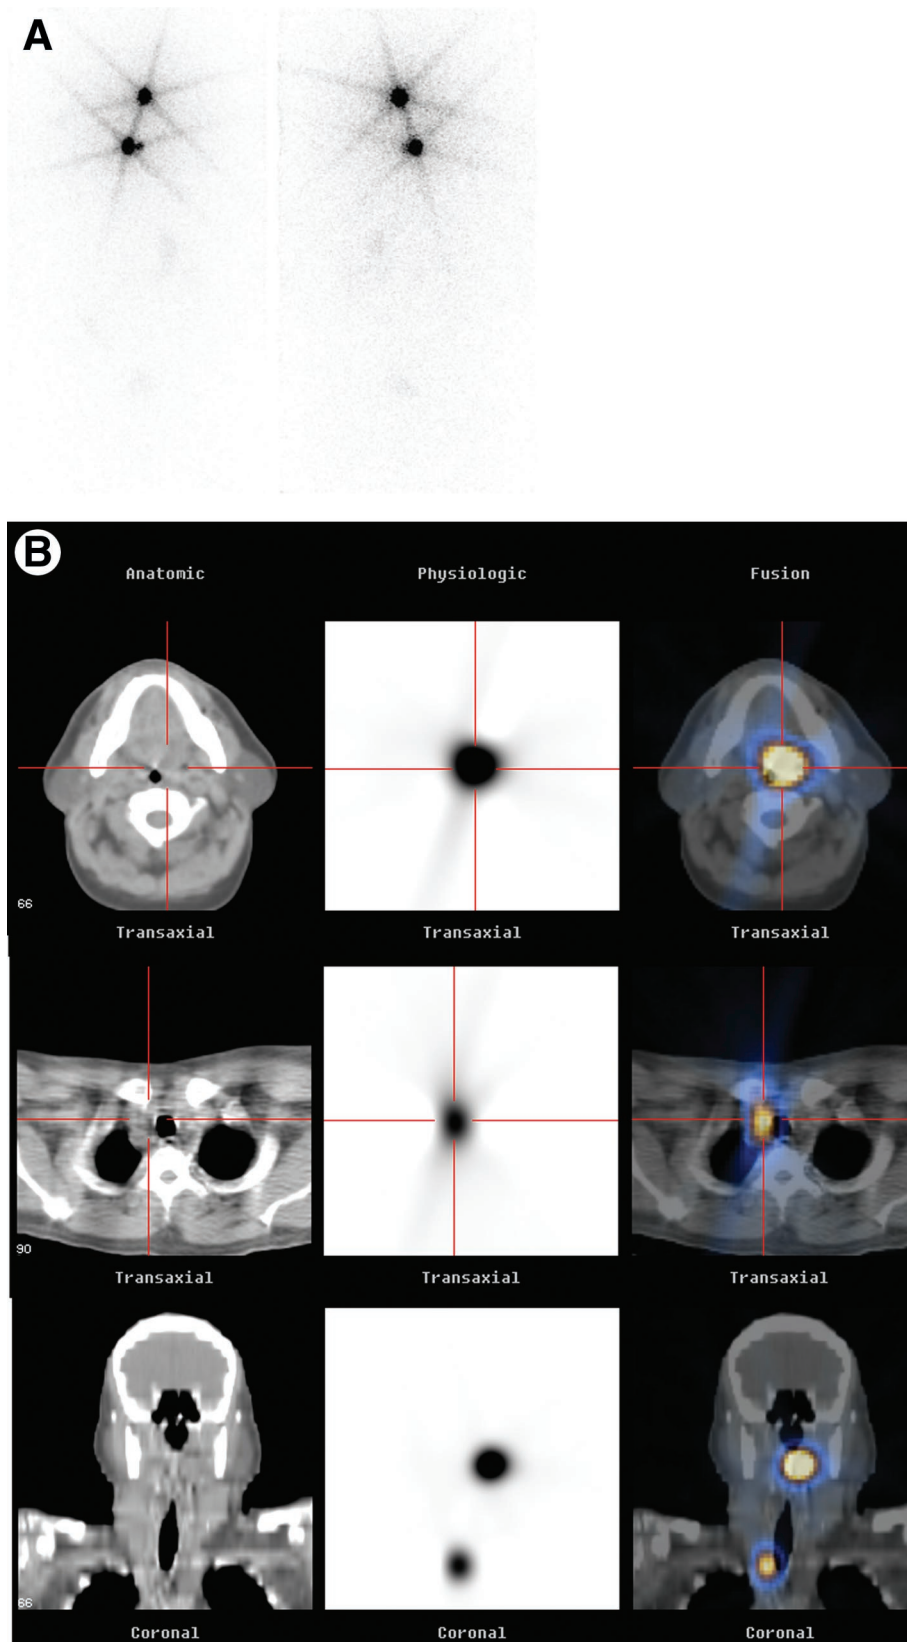 A
B
Anatomic Physiologic Fusion
66
Transaxial Transaxial Transaxial
90
Transaxial Transaxial Transaxial
66
Coronal Coronal Coronal